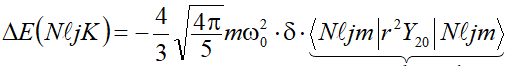 ΔE(NℓjK) = −4/3 √(4π/5) mω₀² · δ · ⟨Nℓjm|r²Y₂₀|Nℓjm⟩